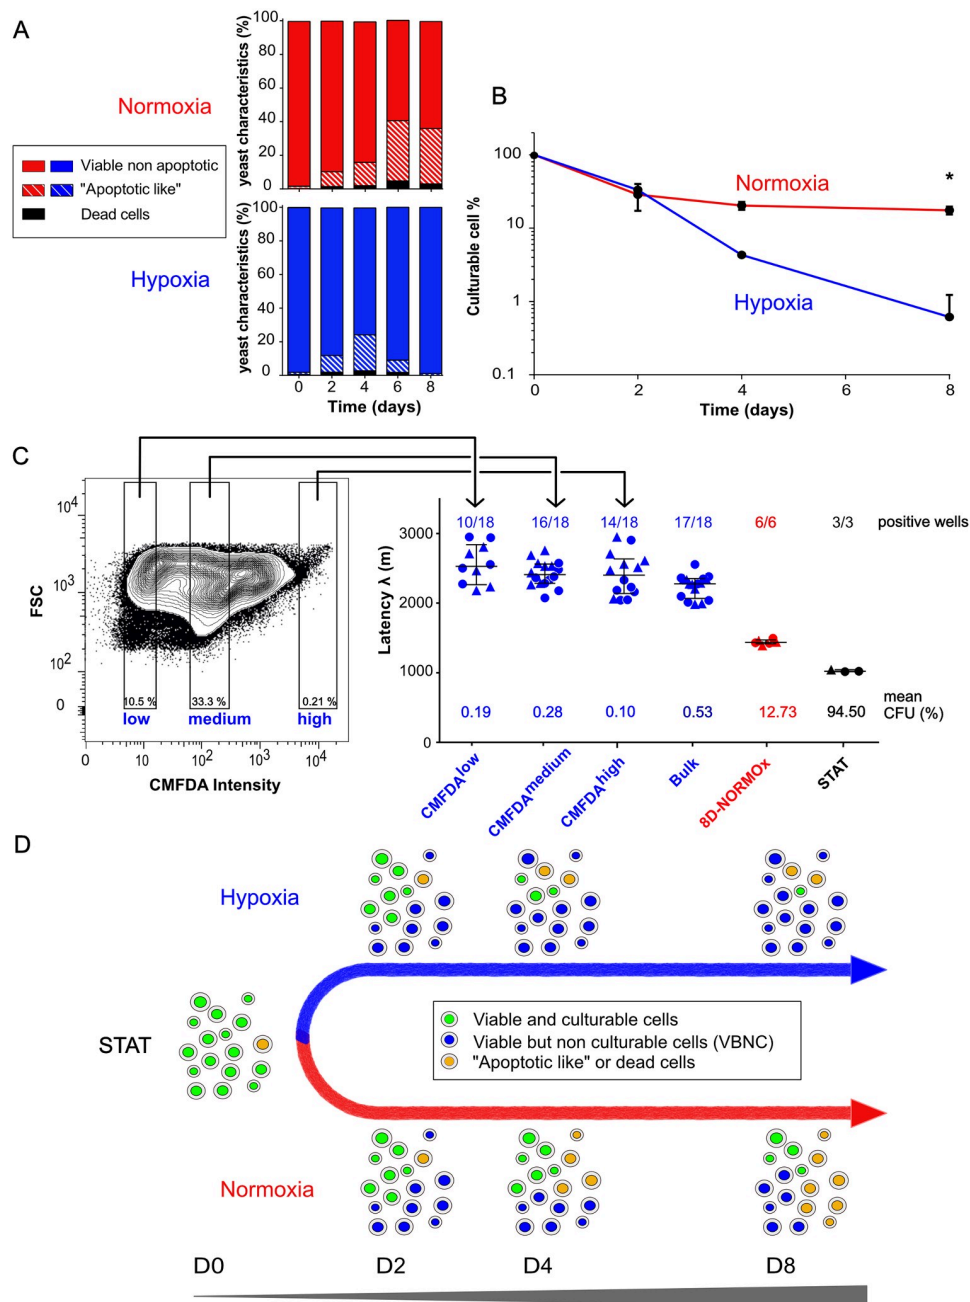 A
Normoxia
Viable non apoptotic
"Apoptotic like"
Dead cells
Hypoxia
yeast characteristics (%)
100
80
60
40
20
0
yeast characteristics (%)
100
80
60
40
20
0
0 2 4 6 8
Time (days)
B
Culturable cell %
100
10
1
0.1
Normoxia
*
Hypoxia
0 2 4 6 8
Time (days)
C
FSC
10^4
10^3
10^2
0
10.5 % 33.3 % 0.21 %
low medium high
0 10 10^2 10^3 10^4
CMFDA Intensity
Latency λ (m)
3000
2000
1000
0
10/18 16/18 14/18 17/18 6/6 3/3 positive wells
0.19 0.28 0.10 0.53 12.73 94.50 mean CFU (%)
CMFDAlow
CMFDAmedium
CMFDAhigh
Bulk
8D-NORMOx
STAT
D
Hypoxia
STAT
Viable and culturable cells
Viable but non culturable cells (VBNC)
"Apoptotic like" or dead cells
Normoxia
D0 D2 D4 D8